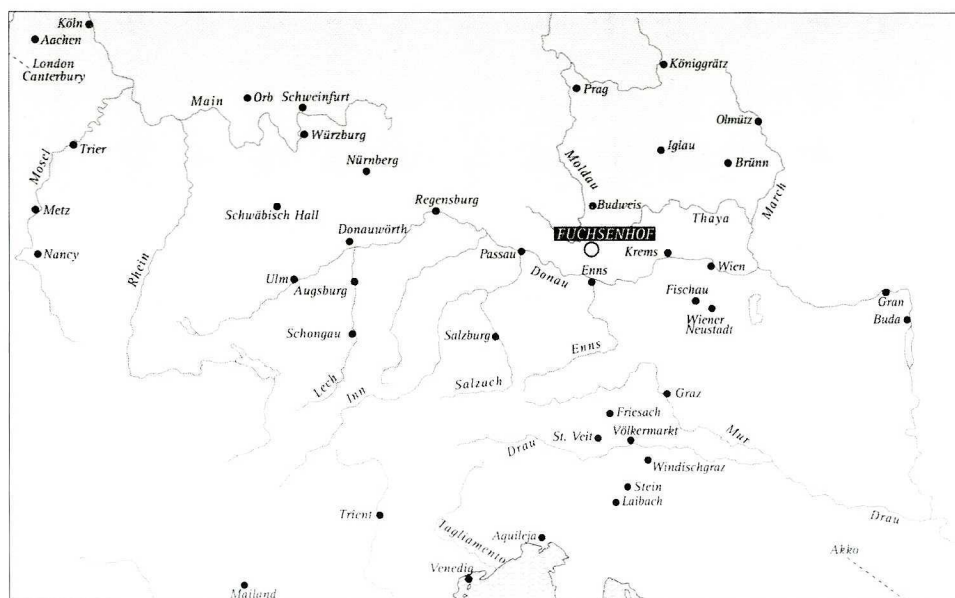 Köln
Aachen
London
Canterbury
Königgrätz
Prag
Main
Orb
Schweinfurt
Würzburg
Olmütz
Trier
Mosel
Nürnberg
Iglau
Brünn
Moldau
Metz
Schwäbisch Hall
Regensburg
Budweis
Thaya
March
Donauwörth
FUCHSENHOF
Nancy
Rhein
Passau
Krems
Wien
Donau
Enns
Ulm
Augsburg
Fischau
Gran
Wiener
Neustadt
Buda
Schongau
Salzburg
Enns
Lech
Inn
Salzach
Graz
Friesach
St. Veit
Völkermarkt
Mur
Drau
Windischgraz
Stein
Laibach
Trient
Drau
Tagliamento
Aquileja
Akko
Venedig
Mailand